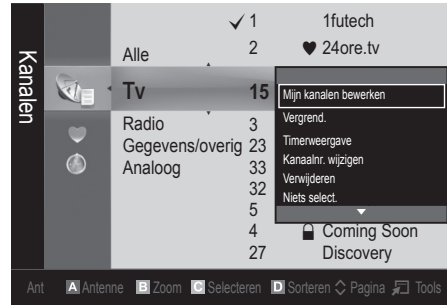 Kanalen
✓ 1 1futech
Alle 2 ♥ 24ore.tv
Tv 15
Radio 3
Gegevens/overig 23
Analoog 33
32
5
4 Coming Soon
27 Discovery
Mijn kanalen bewerken
Vergrend.
Timerweergave
Kanaalnr. wijzigen
Verwijderen
Niets select.
▼
Ant A Antenne B Zoom C Selecteren D Sorteren Pagina Tools